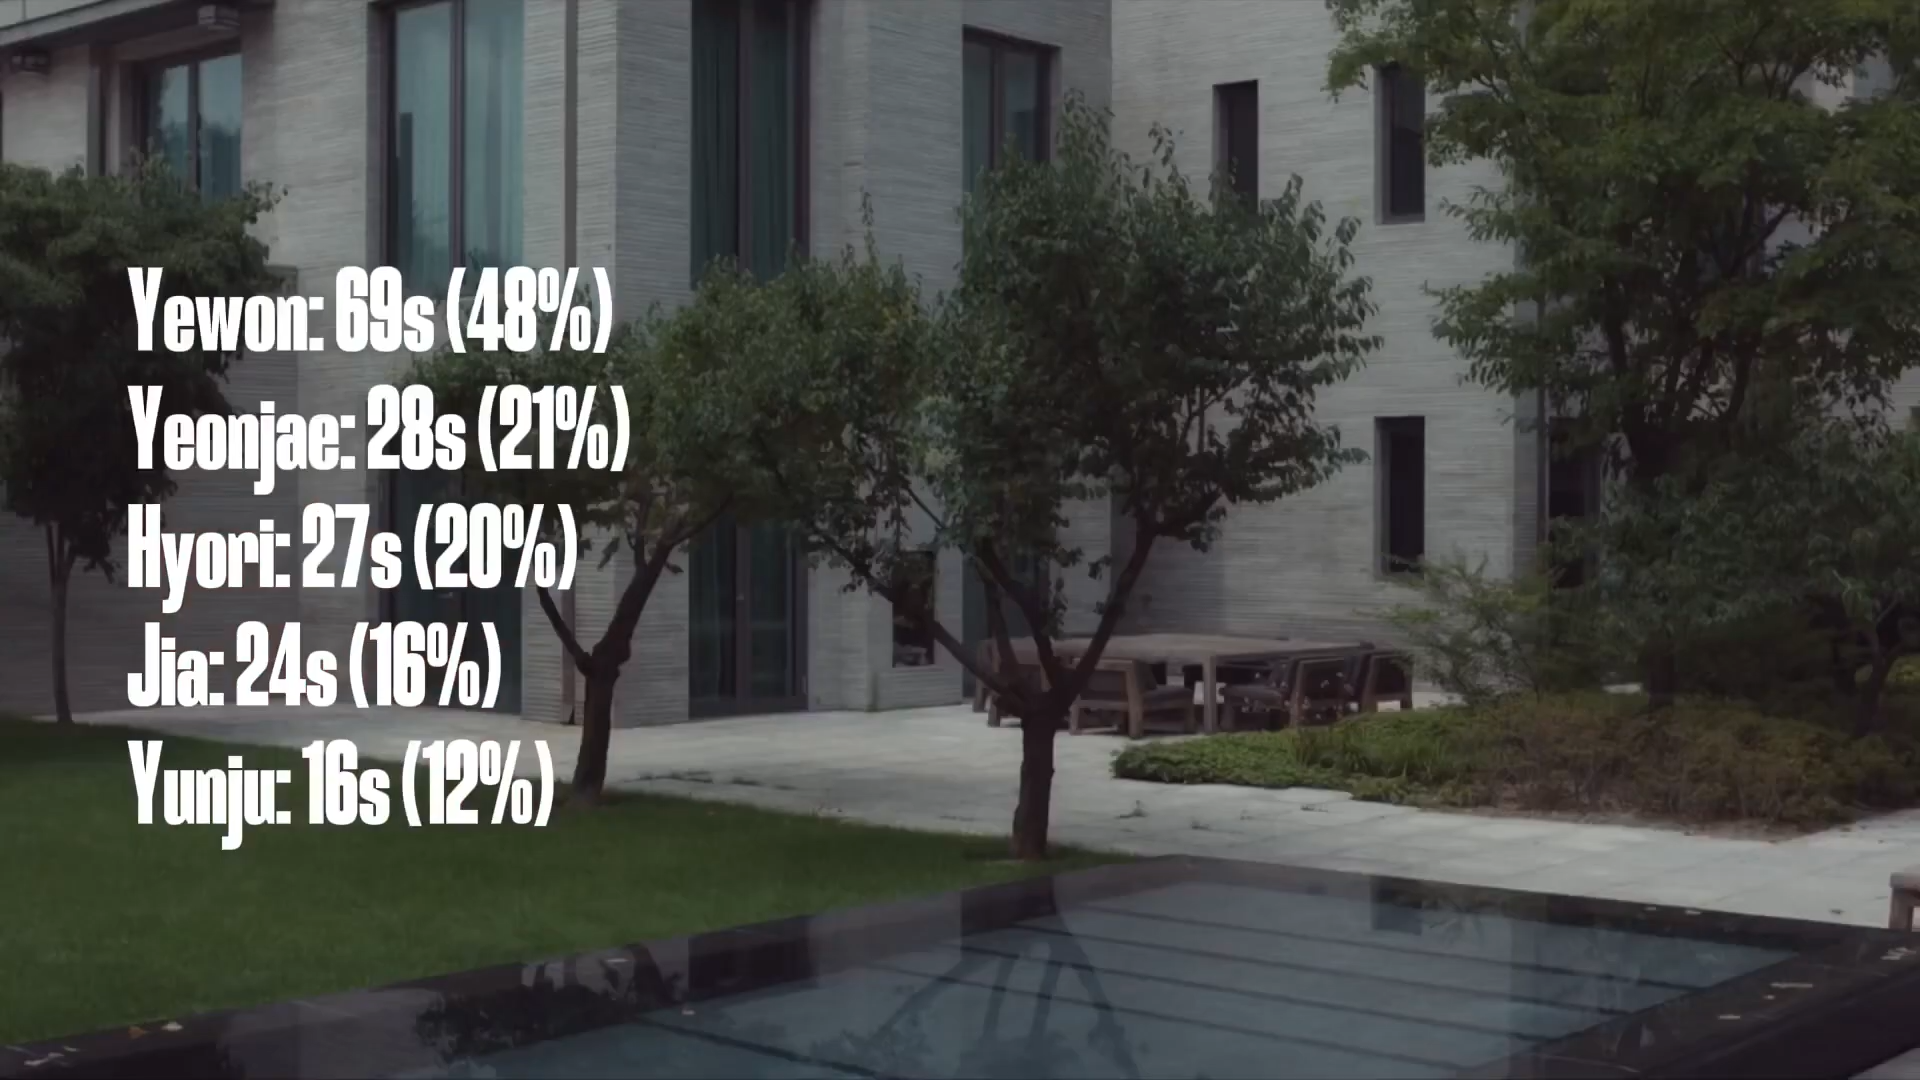 Yewon: 69s (48%)
Yeonjae: 28s (21%)
Hyori: 27s (20%)
Jia: 24s (16%)
Yunju: 16s (12%)